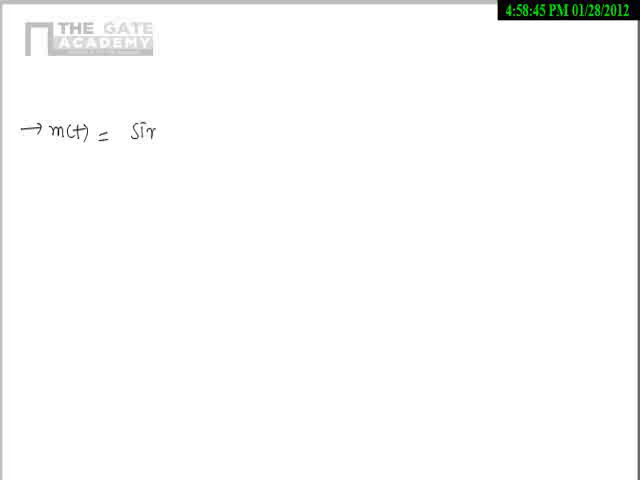 4:58:45 PM 01/28/2012
THE GATE
ACADEMY
→ m(t) = sin